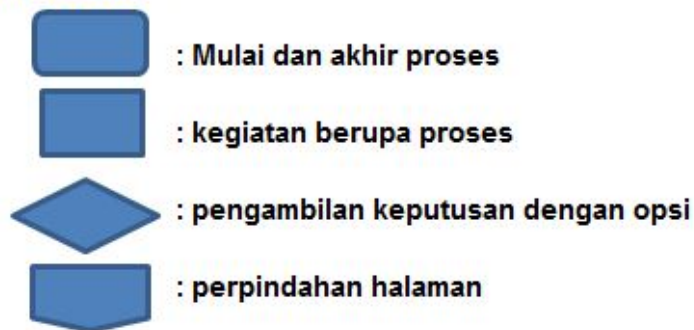 : Mulai dan akhir proses
: kegiatan berupa proses
: pengambilan keputusan dengan opsi
: perpindahan halaman